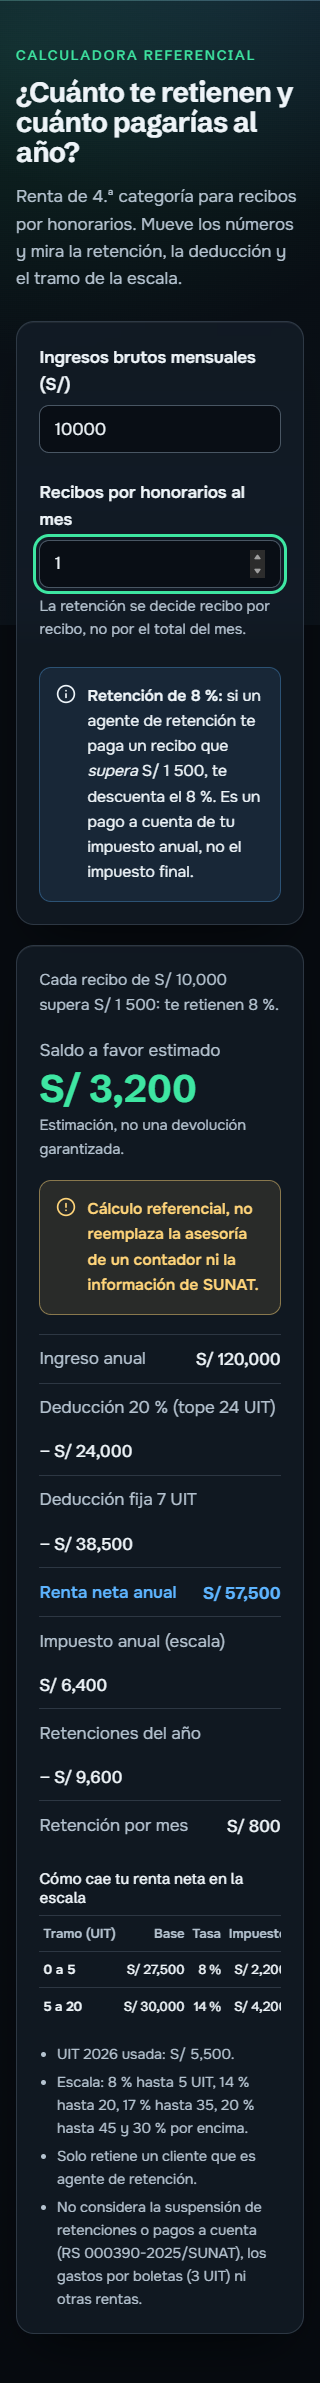 CALCULADORA REFERENCIAL
¿Cuánto te retienen y
cuánto pagarías al
año?
Renta de 4.ª categoría para recibos
por honorarios. Mueve los números
y mira la retención, la deducción y
el tramo de la escala.
Ingresos brutos mensuales
(S/)
10000
Recibos por honorarios al
mes
1
La retención se decide recibo por
recibo, no por el total del mes.
Retención de 8 %: si un
agente de retención te
paga un recibo que
supera S/ 1 500, te
descuenta el 8 %. Es un
pago a cuenta de tu
impuesto anual, no el
impuesto final.
Cada recibo de S/ 10,000
supera S/ 1 500: te retienen 8 %.
Saldo a favor estimado
S/ 3,200
Estimación, no una devolución
garantizada.
Cálculo referencial, no
reemplaza la asesoría
de un contador ni la
información de SUNAT.
Ingreso anual S/ 120,000
Deducción 20 % (tope 24 UIT)
− S/ 24,000
Deducción fija 7 UIT
− S/ 38,500
Renta neta anual S/ 57,500
Impuesto anual (escala)
S/ 6,400
Retenciones del año
− S/ 9,600
Retención por mes S/ 800
Cómo cae tu renta neta en la
escala
Tramo (UIT) Base Tasa
0 a 5 S/ 27,500 8 % S/ 2,20
5 a 20 S/ 30,000 14 % S/ 4,20
UIT 2026 usada: S/ 5,500.
Escala: 8 % hasta 5 UIT, 14 %
hasta 20, 17 % hasta 35, 20 %
hasta 45 y 30 % por encima.
Solo retiene un cliente que es
agente de retención.
No considera la suspensión de
retenciones o pagos a cuenta
(RS 000390-2025/SUNAT), los
gastos por boletas (3 UIT) ni
otras rentas.